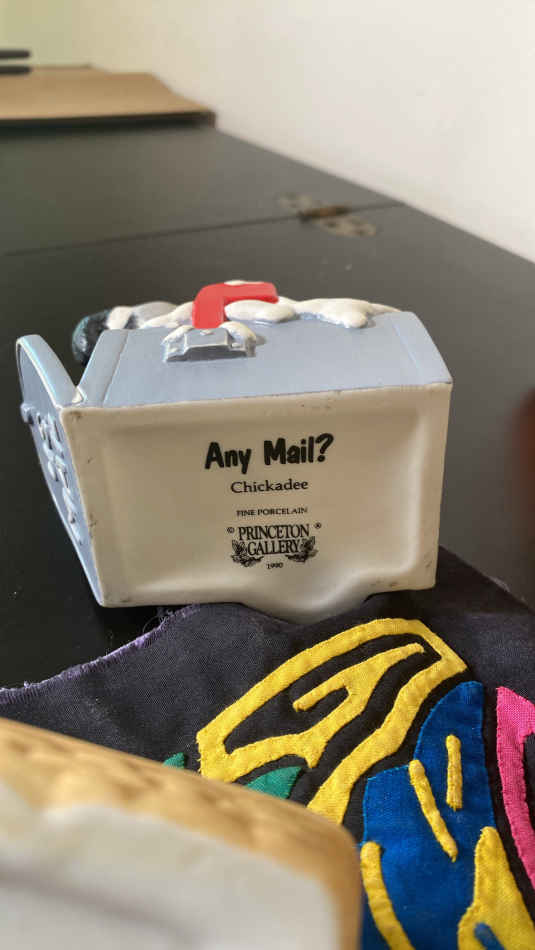 Any Mail?
Chickadee
FINE PORCELAIN
© PRINCETON ®
GALLERY
1990